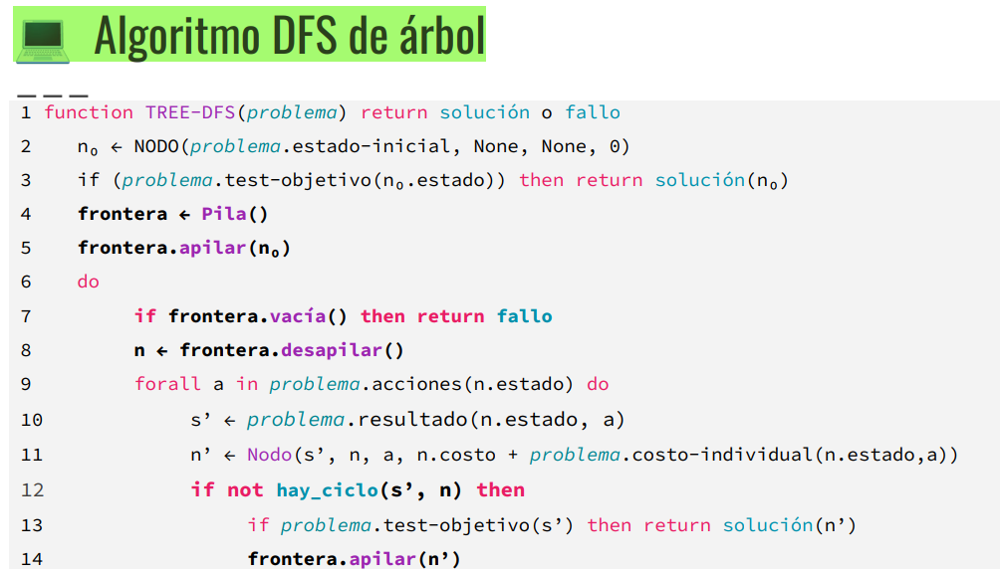 💻 Algoritmo DFS de árbol
1 function TREE-DFS(problema) return solución o fallo
2 n₀ ← NODO(problema.estado-inicial, None, None, 0)
3 if (problema.test-objetivo(n₀.estado)) then return solución(n₀)
4 frontera ← Pila()
5 frontera.apilar(n₀)
6 do
7 if frontera.vacía() then return fallo
8 n ← frontera.desapilar()
9 forall a in problema.acciones(n.estado) do
10 s’ ← problema.resultado(n.estado, a)
11 n’ ← Nodo(s’, n, a, n.costo + problema.costo-individual(n.estado,a))
12 if not hay_ciclo(s’, n) then
13 if problema.test-objetivo(s’) then return solución(n’)
14 frontera.apilar(n’)